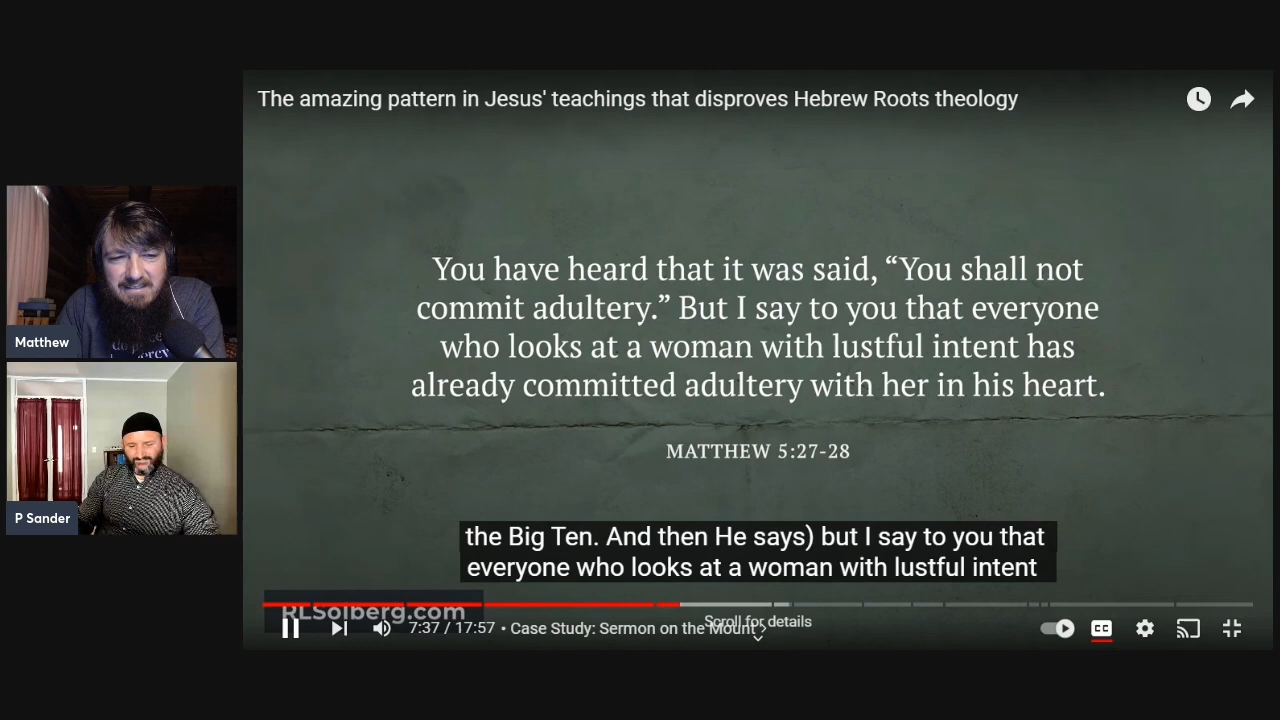 The amazing pattern in Jesus' teachings that disproves Hebrew Roots theology
You have heard that it was said, “You shall not
commit adultery.” But I say to you that everyone
who looks at a woman with lustful intent has
already committed adultery with her in his heart.
MATTHEW 5:27-28
the Big Ten. And then He says) but I say to you that
everyone who looks at a woman with lustful intent
RLSolberg.com
Scroll for details
7:37 / 17:57 • Case Study: Sermon on the Mount ›
CC
Matthew
P Sander